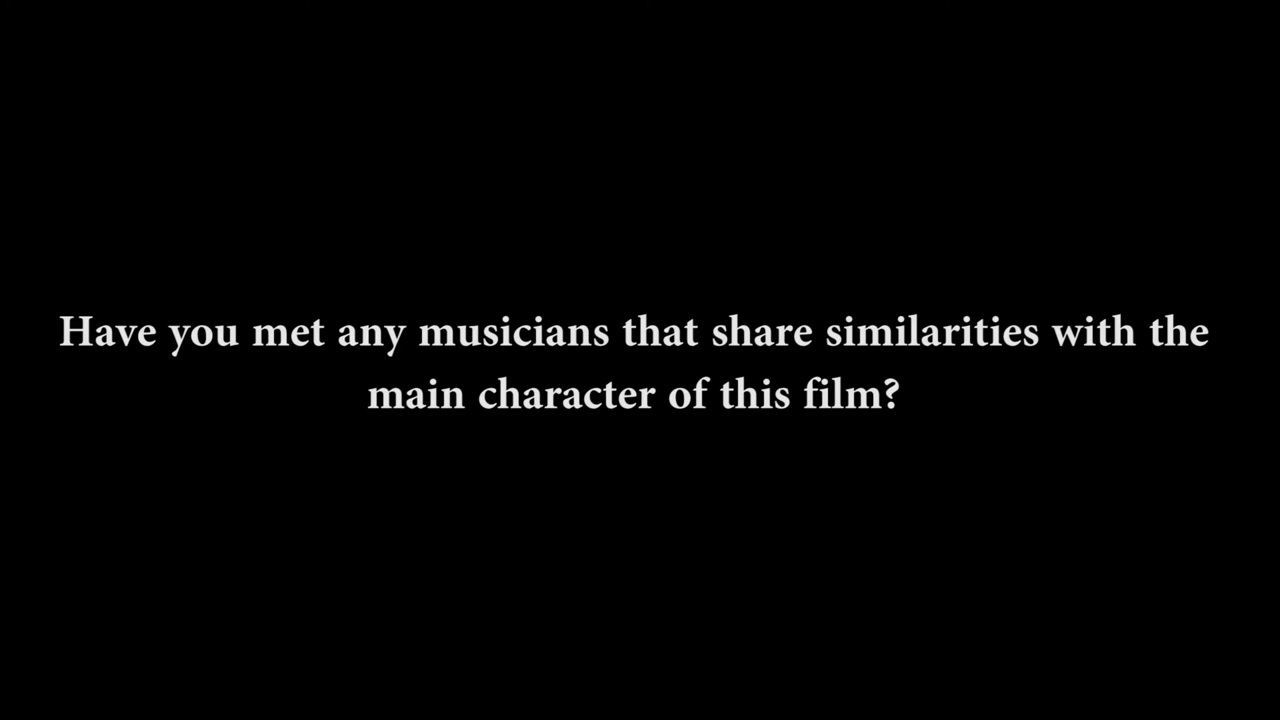 Have you met any musicians that share similarities with the
main character of this film?